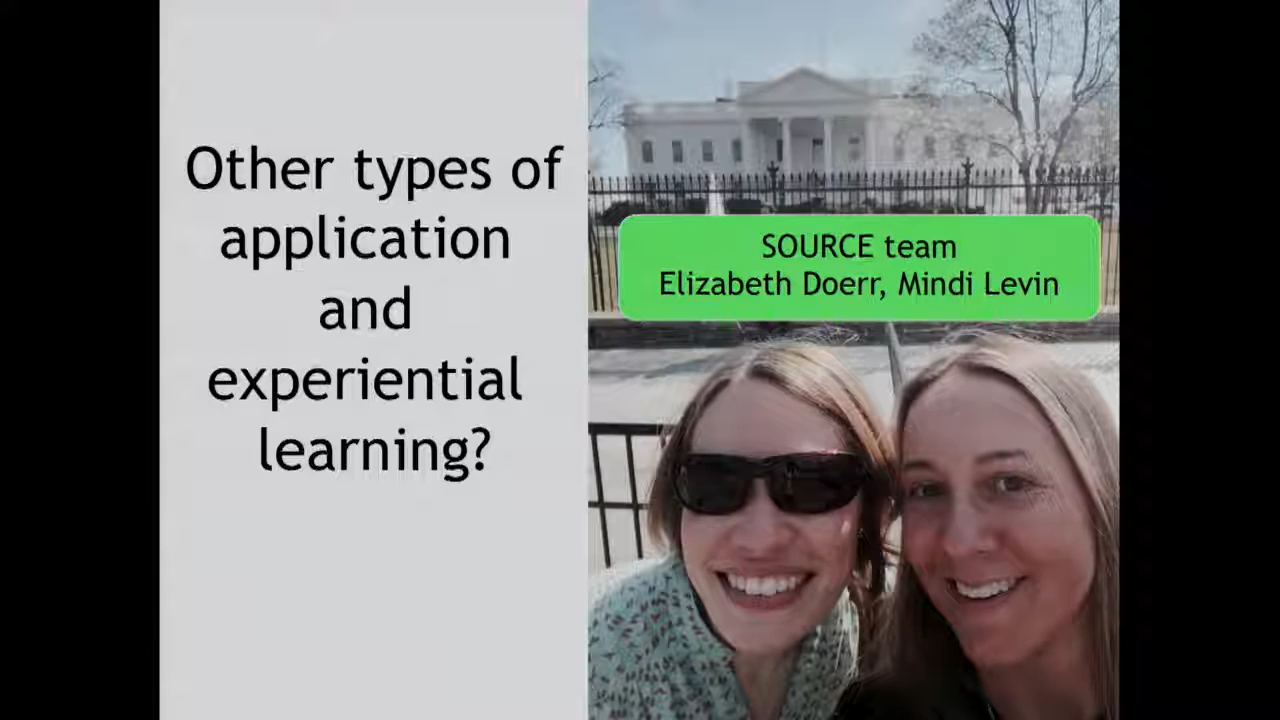 Other types of
application
and
experiential
learning?
SOURCE team
Elizabeth Doerr, Mindi Levin